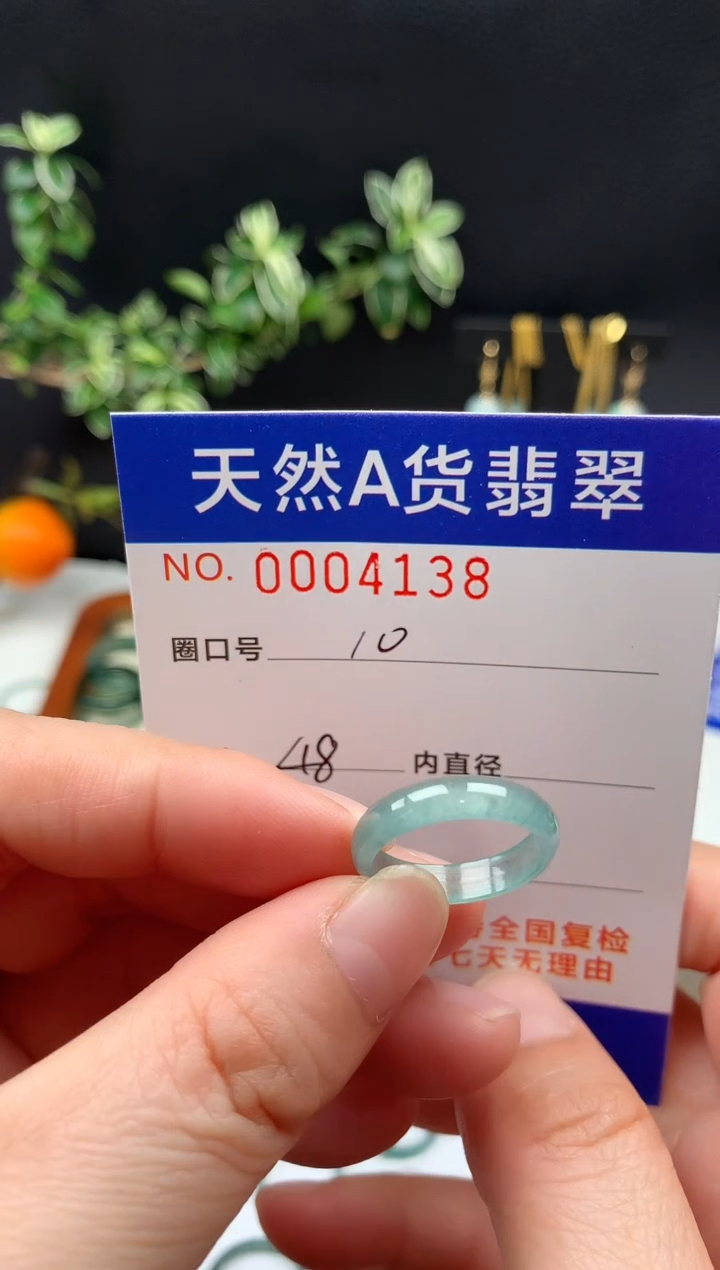 天然A货翡翠
NO. 0004138
圈口号 10
48 内直径
全国复检
七天无理由